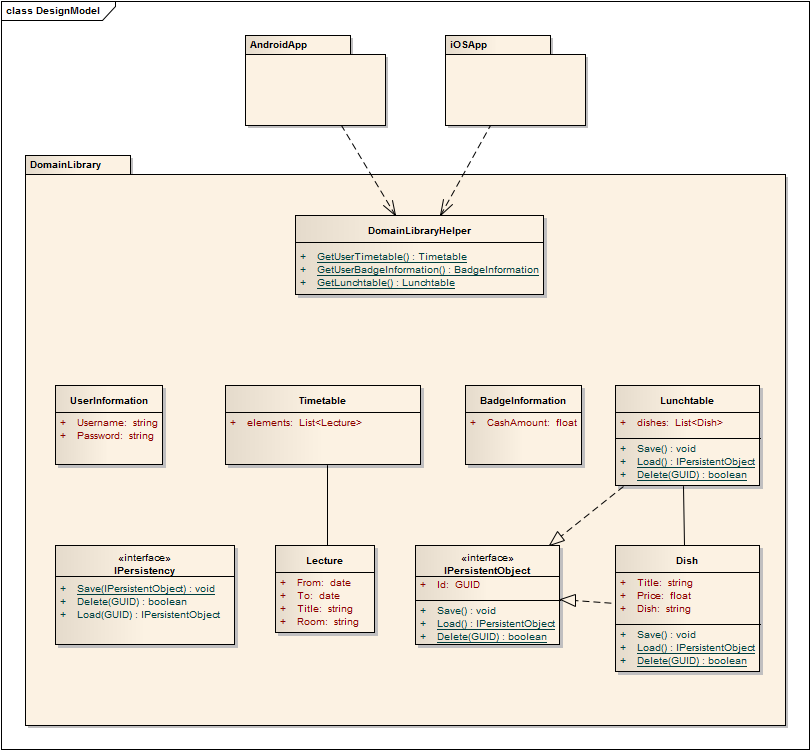 class DesignModel
AndroidApp
iOSApp
DomainLibrary
DomainLibraryHelper
+ GetUserTimetable() : Timetable
+ GetUserBadgeInformation() : BadgeInformation
+ GetLunchtable() : Lunchtable
UserInformation
+ Username: string
+ Password: string
Timetable
+ elements: List<Lecture>
BadgeInformation
+ CashAmount: float
Lunchtable
+ dishes: List<Dish>
+ Save() : void
+ Load() : IPersistentObject
+ Delete(GUID) : boolean
«interface»
IPersistency
+ Save(IPersistentObject) : void
+ Delete(GUID) : boolean
+ Load(GUID) : IPersistentObject
Lecture
+ From: date
+ To: date
+ Title: string
+ Room: string
«interface»
IPersistentObject
+ Id: GUID
+ Save() : void
+ Load() : IPersistentObject
+ Delete(GUID) : boolean
Dish
+ Title: string
+ Price: float
+ Dish: string
+ Save() : void
+ Load() : IPersistentObject
+ Delete(GUID) : boolean